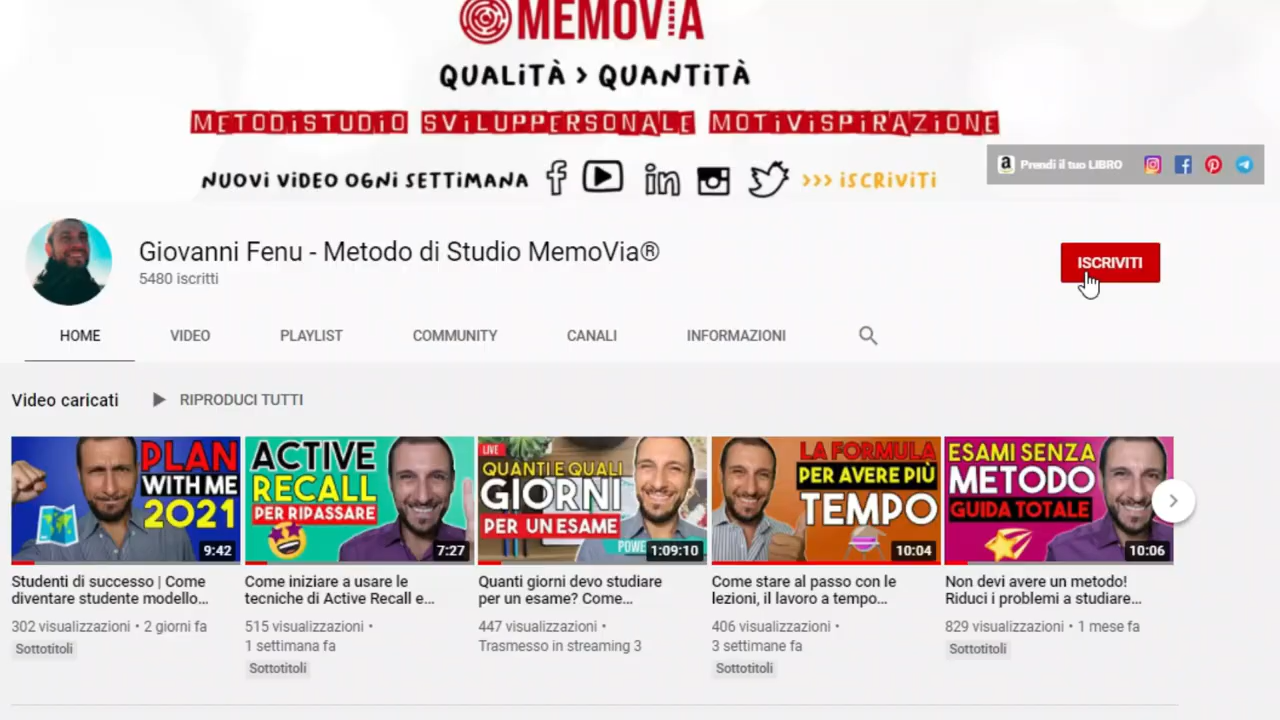 MEMOViA
QUALiTÀ > QUANTiTÀ
METODiSTUDiO SViLUPPERSONALE MOTiViSPiRAZiONE
NUOVi ViDEO OGNi SETTiMANA >>> iSCRiViTi
a Prendi il tuo LIBRO
Giovanni Fenu - Metodo di Studio MemoVia®
5480 iscritti
ISCRIVITI
HOME VIDEO PLAYLIST COMMUNITY CANALI INFORMAZIONI
Video caricati RIPRODUCI TUTTI
PLAN
WITH ME
2021
9:42
ACTIVE
RECALL
PER RIPASSARE
7:27
LIVE
QUANTI E QUALI
GIORNI
PER UN ESAME
1:09:10
LA FORMULA
PER AVERE PIÙ
TEMPO
10:04
ESAMI SENZA
METODO
GUIDA TOTALE
10:06
Studenti di successo | Come
diventare studente modello...
302 visualizzazioni • 2 giorni fa
Sottotitoli
Come iniziare a usare le
tecniche di Active Recall e...
515 visualizzazioni •
1 settimana fa
Sottotitoli
Quanti giorni devo studiare
per un esame? Come...
447 visualizzazioni •
Trasmesso in streaming 3
Come stare al passo con le
lezioni, il lavoro a tempo...
406 visualizzazioni •
3 settimane fa
Sottotitoli
Non devi avere un metodo!
Riduci i problemi a studiare...
829 visualizzazioni • 1 mese fa
Sottotitoli